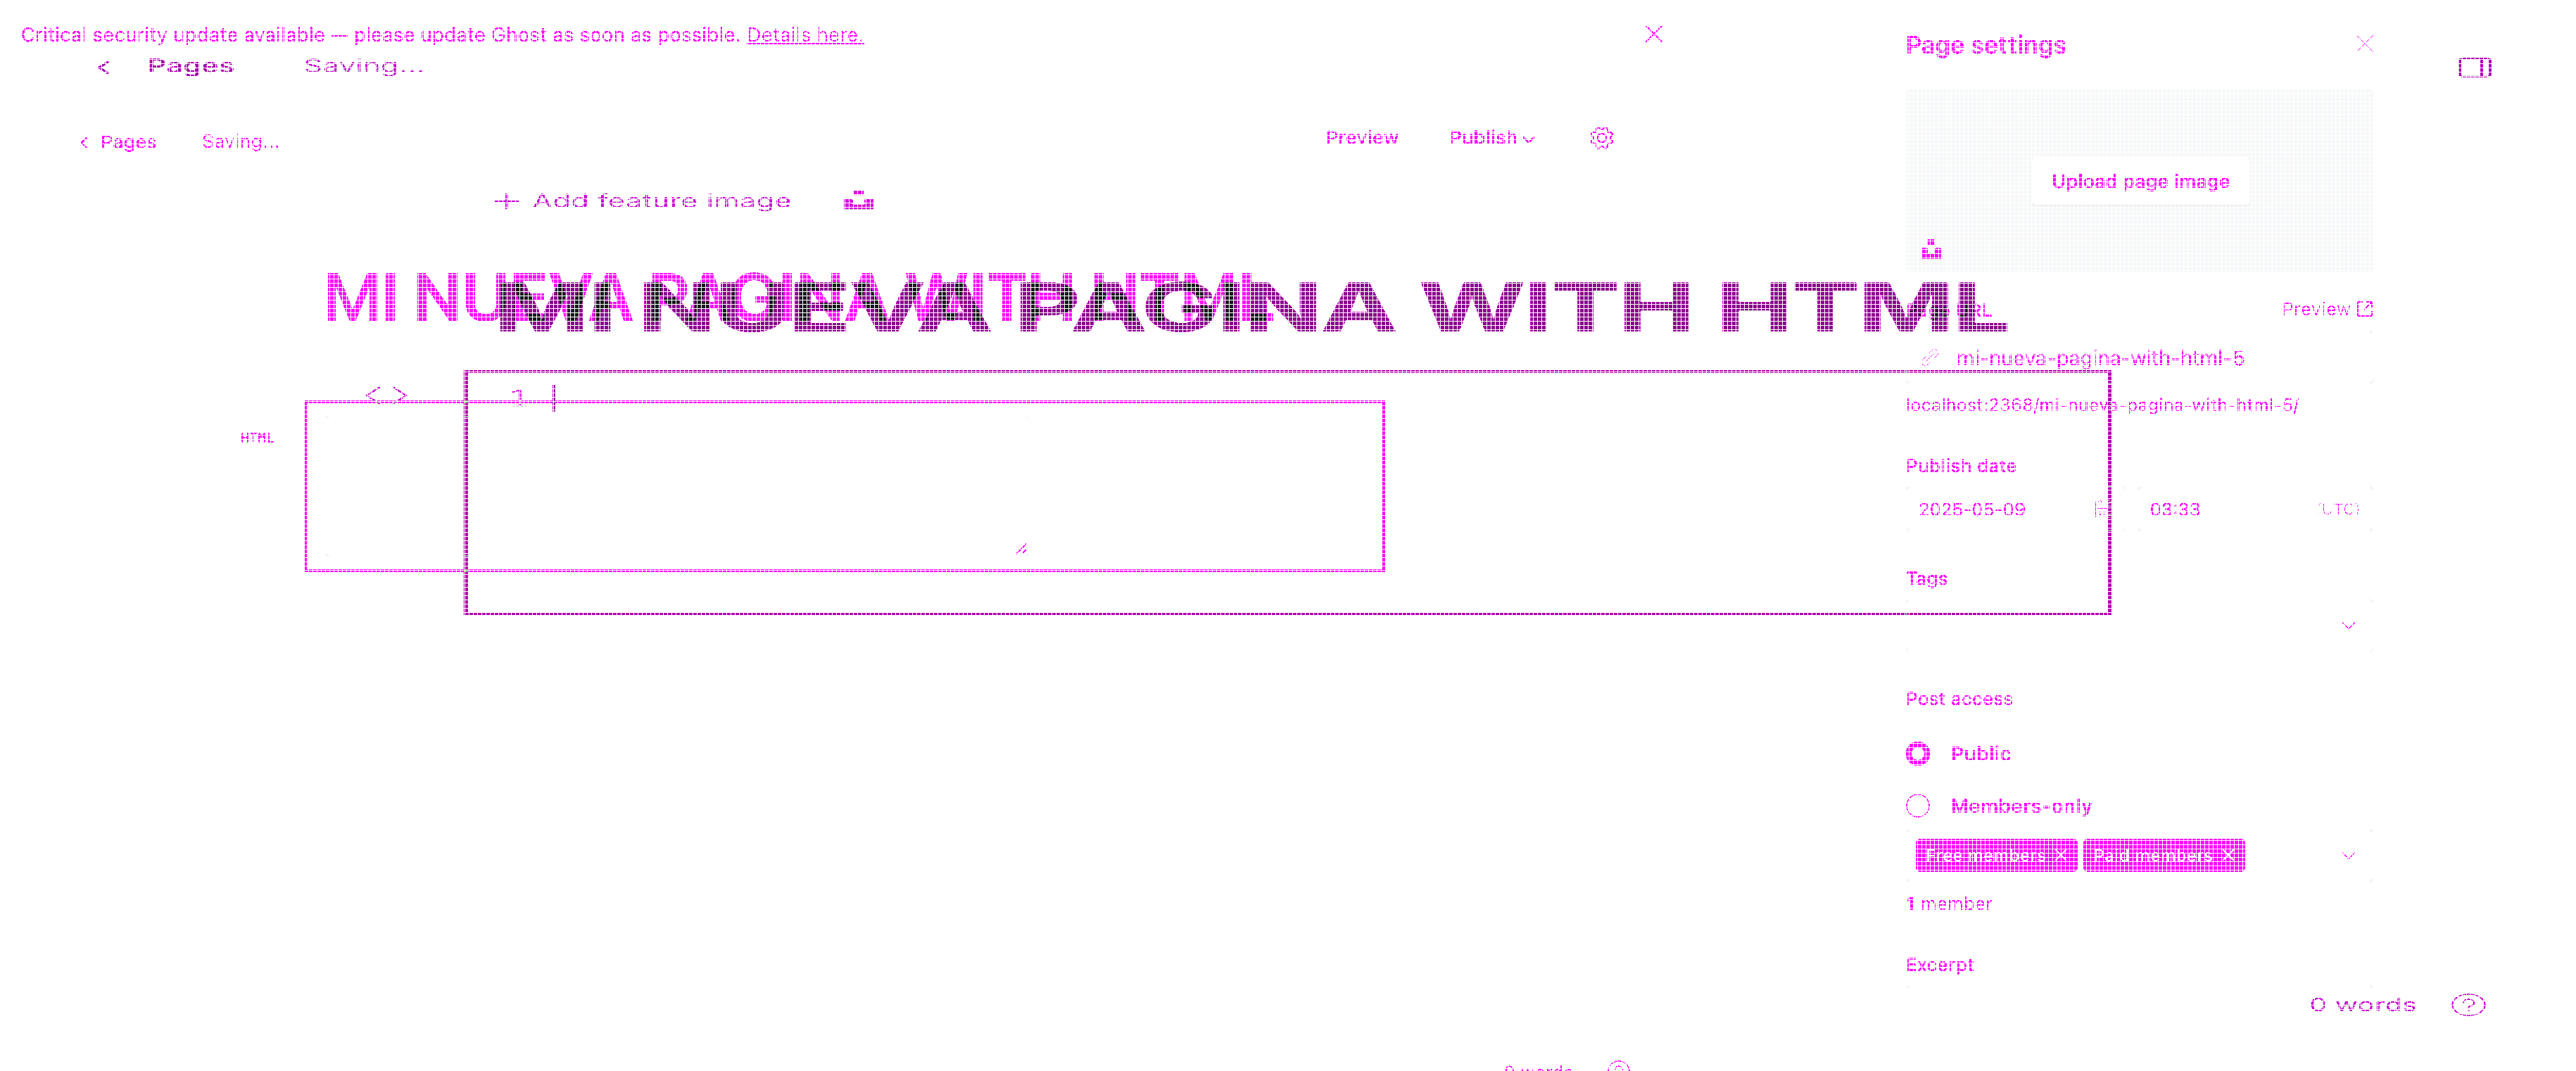 Critical security update available — please update Ghost as soon as possible. Details here.
Page settings
< Pages Saving...
< Pages Saving...
Preview Publish
Upload page image
+ Add feature image
MI NUEVA PAGINA WITH HTML
MI NUEVA PAGINA WITH HTML
Preview
mi-nueva-pagina-with-html-5
< > 1
localhost:2368/mi-nueva-pagina-with-html-5/
HTML
Publish date
2025-05-09 03:33 (UTC)
Tags
Post access
Public
Members-only
Free members × Paid members ×
1 member
Excerpt
0 words ?
0 words